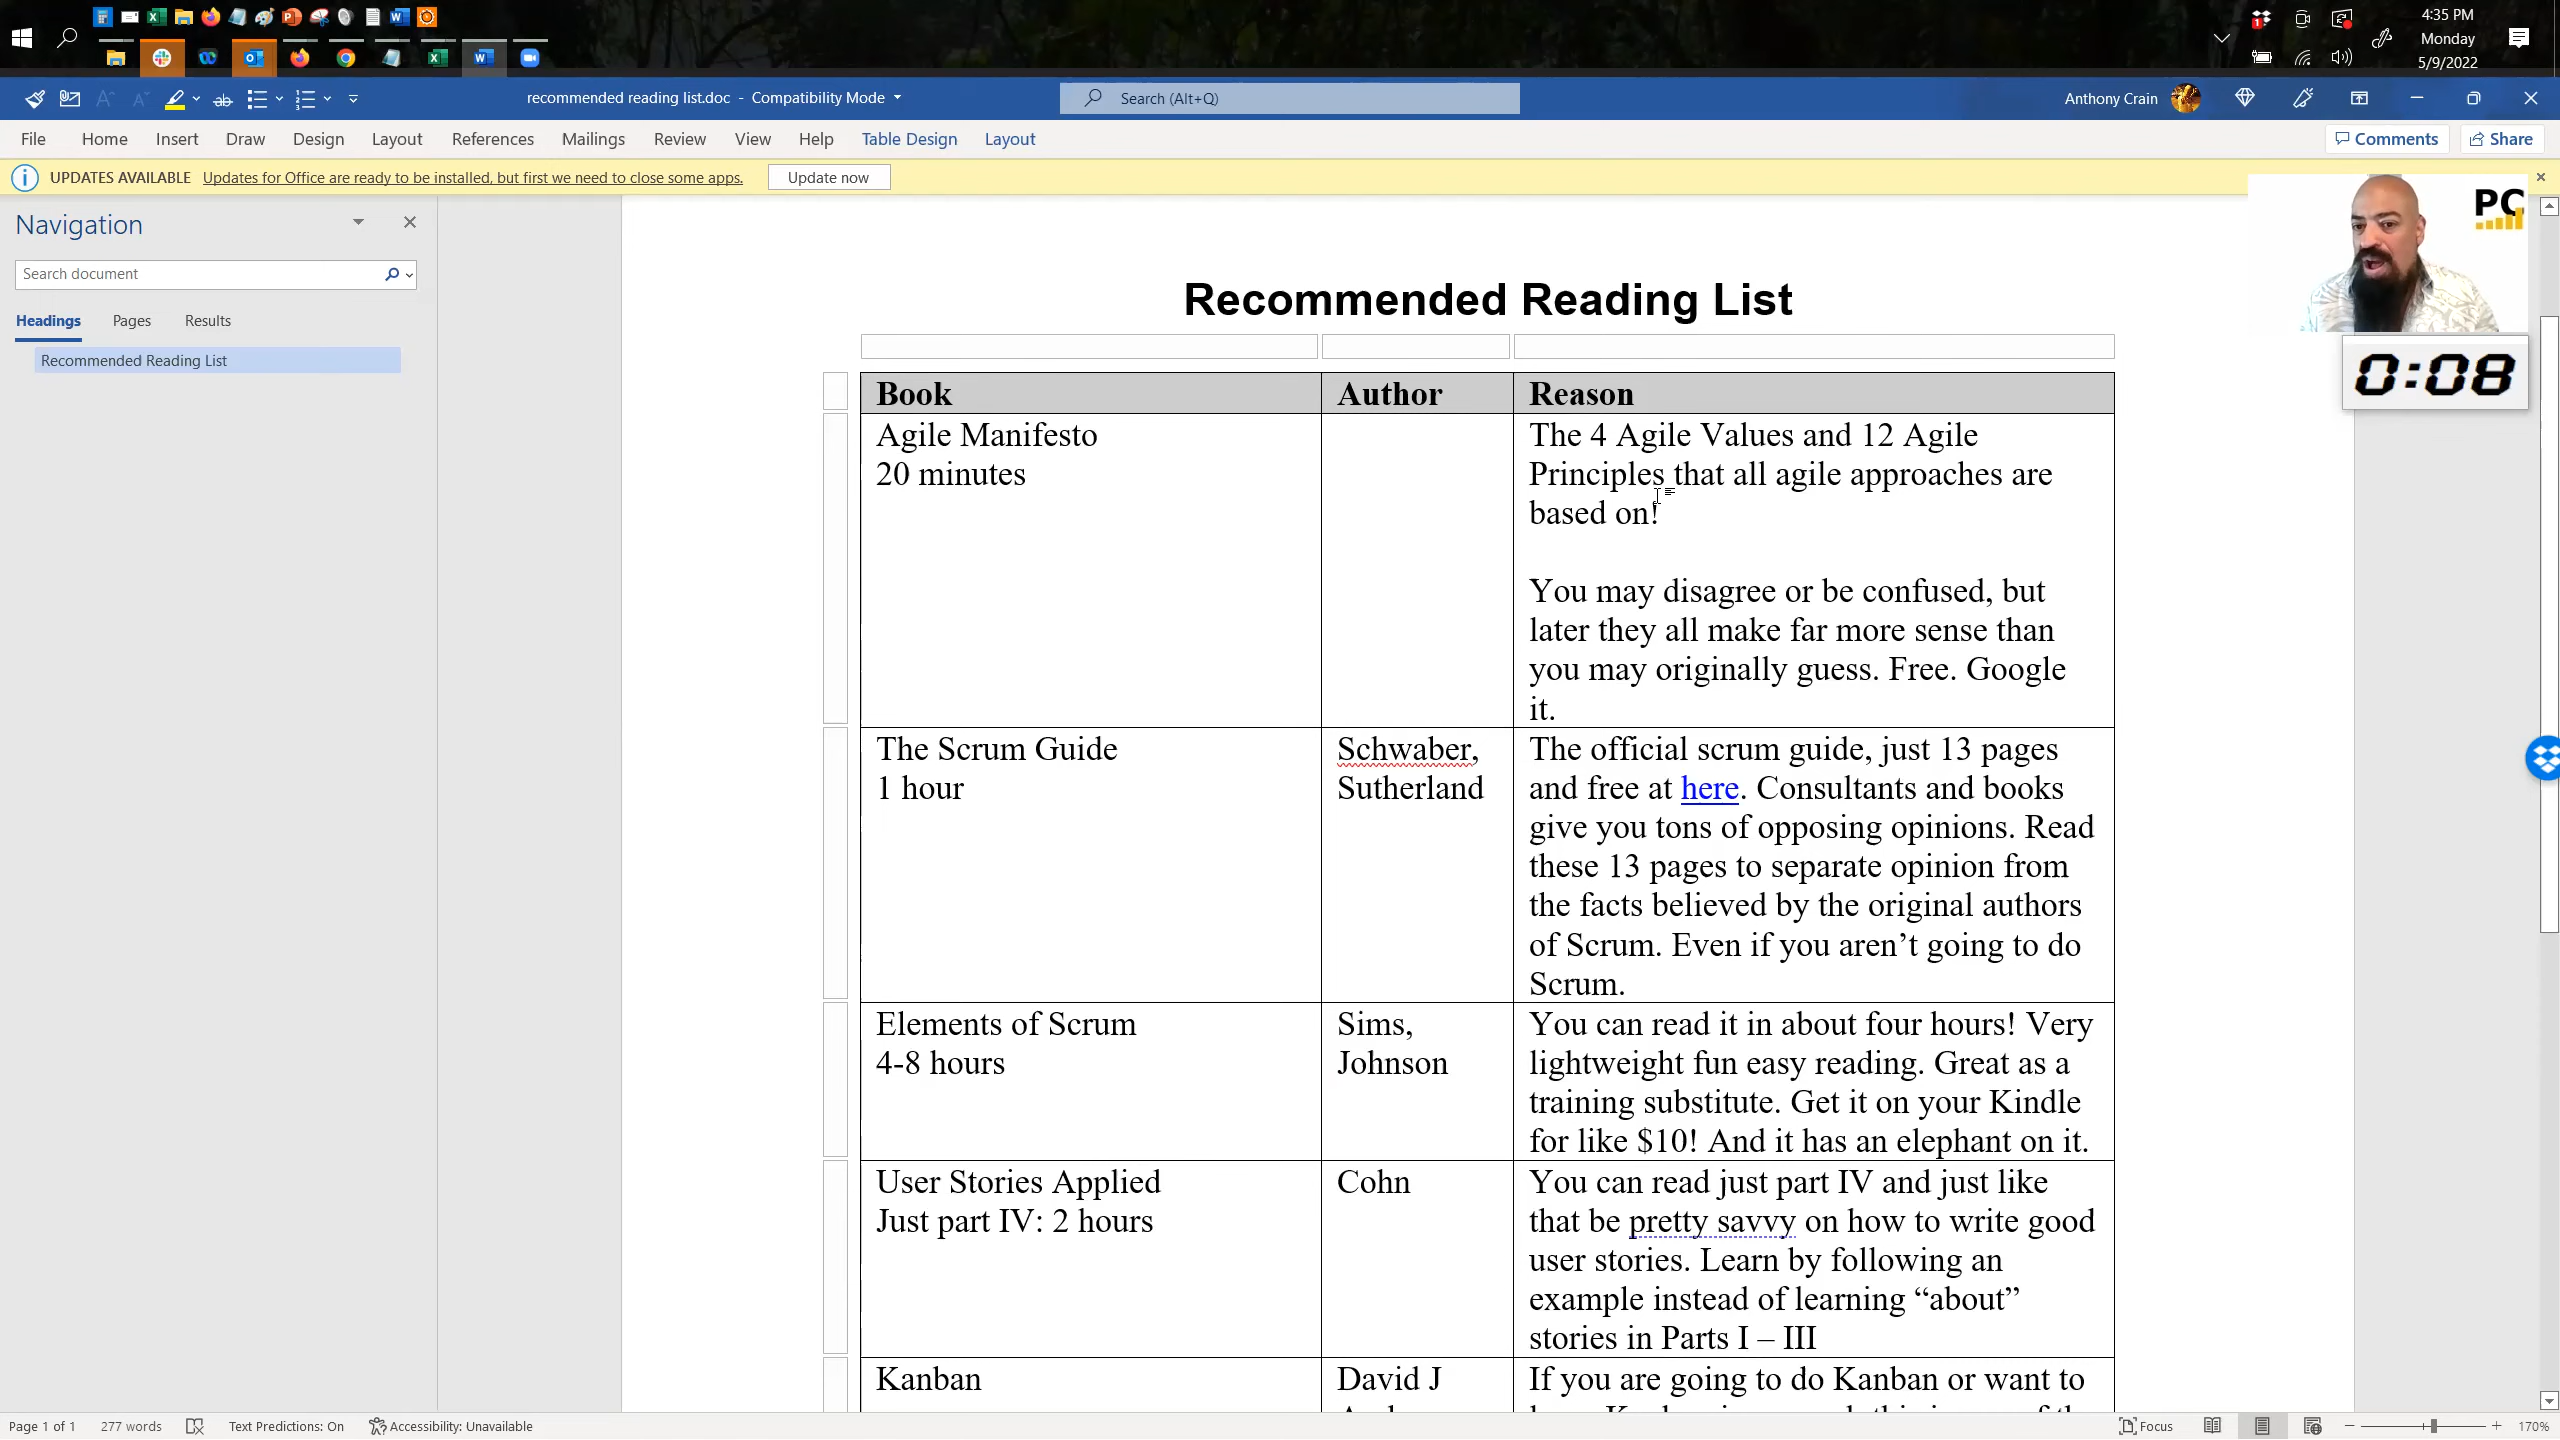 4:35 PM
Monday
5/9/2022
recommended reading list.doc - Compatibility Mode
Search (Alt+Q)
Anthony Crain
File Home Insert Draw Design Layout References Mailings Review View Help Table Design Layout
Comments Share
UPDATES AVAILABLE Updates for Office are ready to be installed, but first we need to close some apps. Update now
Navigation
Search document
Headings Pages Results
Recommended Reading List
PC
0:08
Recommended Reading List
Book Author Reason
Agile Manifesto
20 minutes
The 4 Agile Values and 12 Agile
Principles that all agile approaches are
based on!
You may disagree or be confused, but
later they all make far more sense than
you may originally guess. Free. Google
it.
The Scrum Guide
1 hour
Schwaber,
Sutherland
The official scrum guide, just 13 pages
and free at here. Consultants and books
give you tons of opposing opinions. Read
these 13 pages to separate opinion from
the facts believed by the original authors
of Scrum. Even if you aren’t going to do
Scrum.
Elements of Scrum
4-8 hours
Sims,
Johnson
You can read it in about four hours! Very
lightweight fun easy reading. Great as a
training substitute. Get it on your Kindle
for like $10! And it has an elephant on it.
User Stories Applied
Just part IV: 2 hours
Cohn
You can read just part IV and just like
that be pretty savvy on how to write good
user stories. Learn by following an
example instead of learning “about”
stories in Parts I – III
Kanban
David J
If you are going to do Kanban or want to
Page 1 of 1 277 words Text Predictions: On Accessibility: Unavailable
Focus 170%